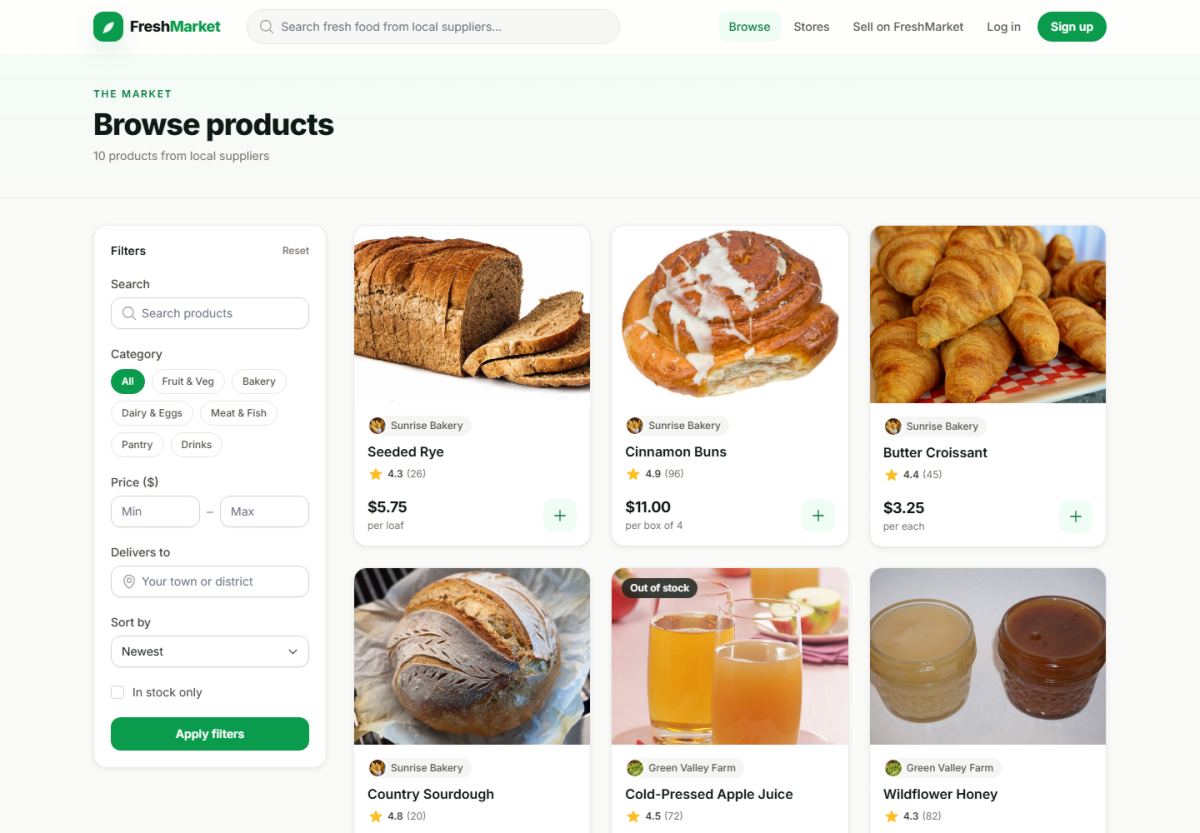 FreshMarket
Search fresh food from local suppliers...
Browse
Stores
Sell on FreshMarket
Log in
Sign up
THE MARKET
Browse products
10 products from local suppliers
Filters
Reset
Search
Search products
Category
All
Fruit & Veg
Bakery
Dairy & Eggs
Meat & Fish
Pantry
Drinks
Price ($)
Min
–
Max
Delivers to
Your town or district
Sort by
Newest
In stock only
Apply filters
Sunrise Bakery
Seeded Rye
4.3 (26)
$5.75
per loaf
Sunrise Bakery
Cinnamon Buns
4.9 (96)
$11.00
per box of 4
Sunrise Bakery
Butter Croissant
4.4 (45)
$3.25
per each
Sunrise Bakery
Country Sourdough
4.8 (20)
Out of stock
Green Valley Farm
Cold-Pressed Apple Juice
4.5 (72)
Green Valley Farm
Wildflower Honey
4.3 (82)